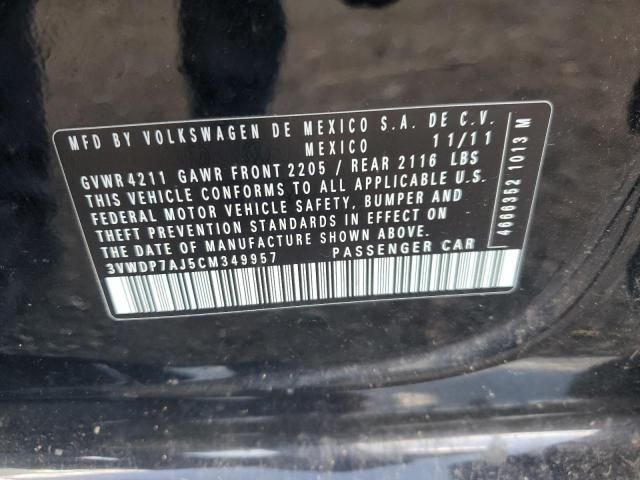 MFD BY VOLKSWAGEN DE MEXICO S.A. DE C.V.
MEXICO 11/11
GVWR 4211 GAWR FRONT 2205 / REAR 2116 LBS
THIS VEHICLE CONFORMS TO ALL APPLICABLE U.S.
FEDERAL MOTOR VEHICLE SAFETY, BUMPER AND
THEFT PREVENTION STANDARDS IN EFFECT ON
THE DATE OF MANUFACTURE SHOWN ABOVE.
3VWDP7AJ5CM349957 PASSENGER CAR
4666352 1013 M